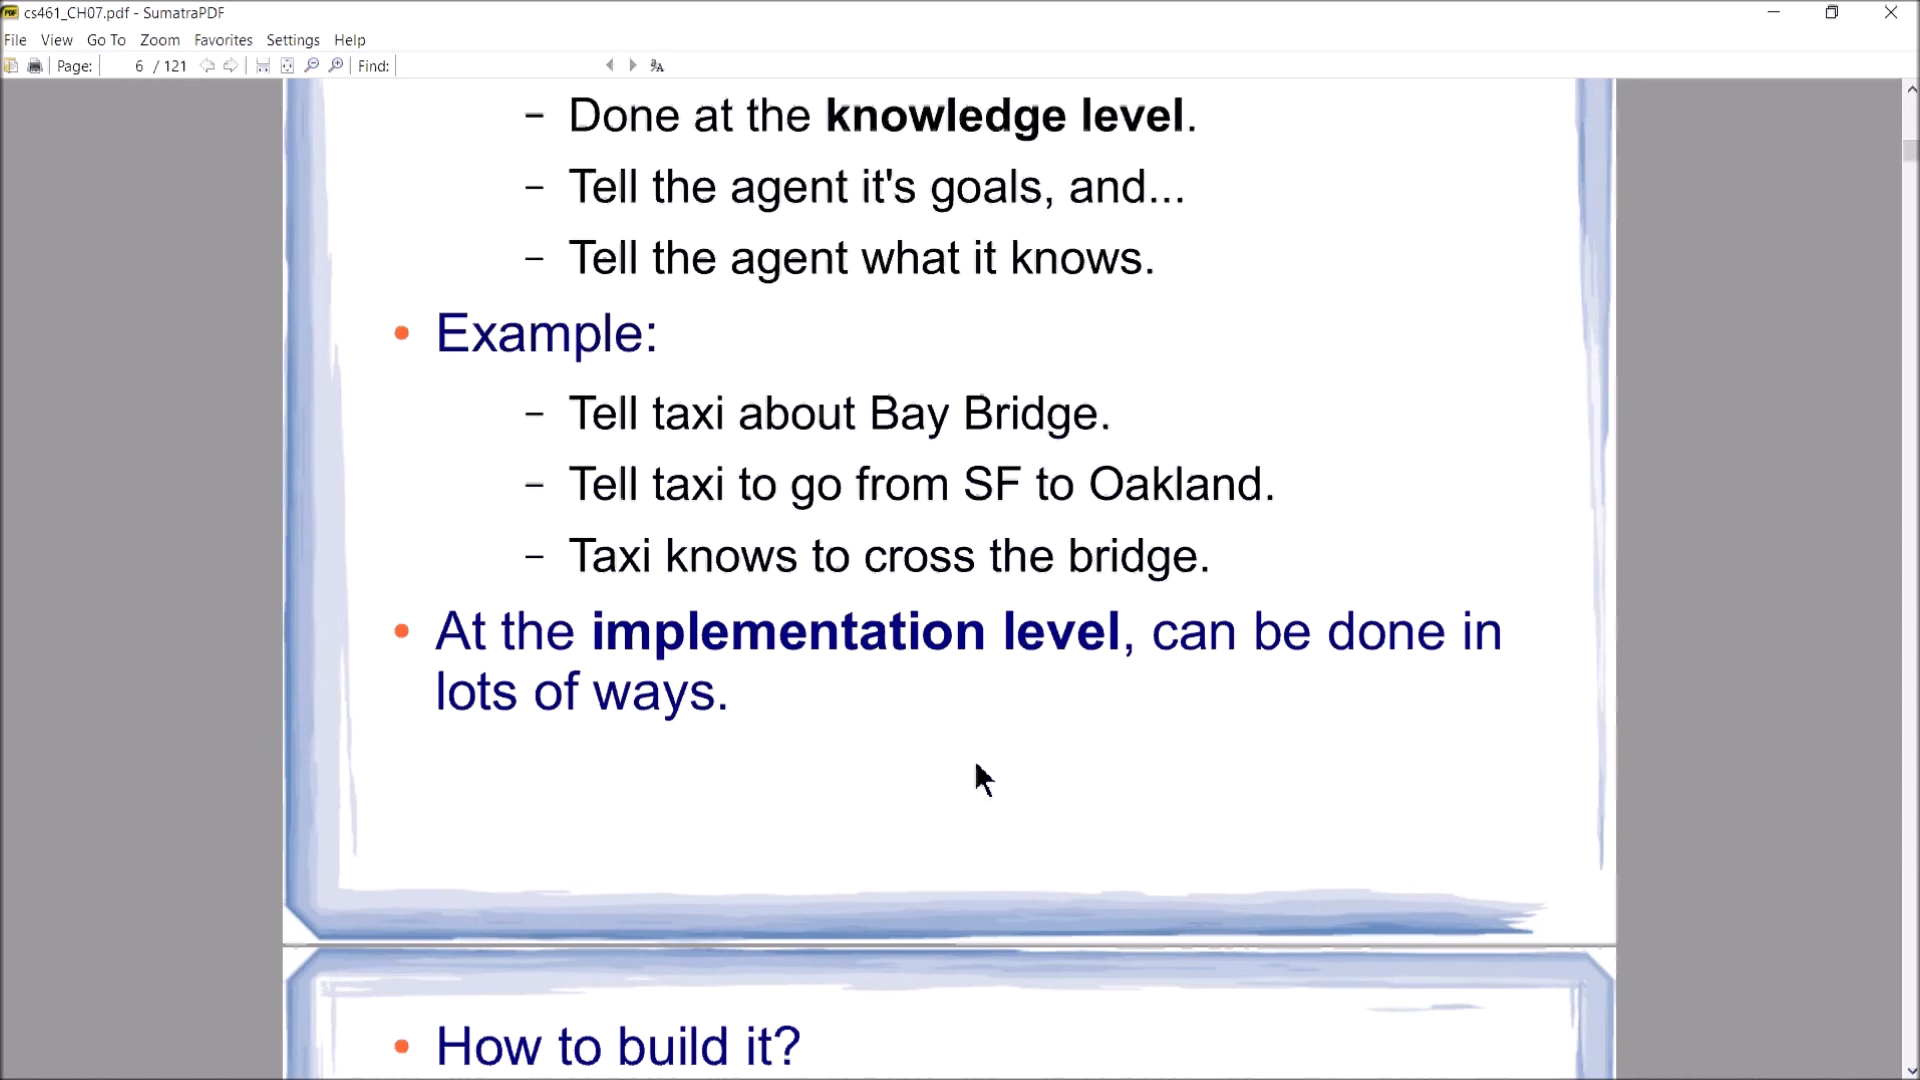 cs461_CH07.pdf - SumatraPDF
File View Go To Zoom Favorites Settings Help
Page: 6 / 121 Find:
– Done at the knowledge level.
– Tell the agent it's goals, and...
– Tell the agent what it knows.
• Example:
– Tell taxi about Bay Bridge.
– Tell taxi to go from SF to Oakland.
– Taxi knows to cross the bridge.
• At the implementation level, can be done in
lots of ways.
• How to build it?